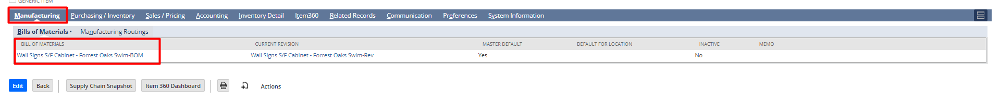 GENERIC ITEM
Manufacturing Purchasing / Inventory Sales / Pricing Accounting Inventory Detail Item360 Related Records Communication Preferences System Information
Bills of Materials • Manufacturing Routings
BILL OF MATERIALS CURRENT REVISION MASTER DEFAULT DEFAULT FOR LOCATION INACTIVE MEMO
Wall Signs S/F Cabinet - Forrest Oaks Swim-BOM Wall Signs S/F Cabinet - Forrest Oaks Swim-Rev Yes No
Edit Back Supply Chain Snapshot Item 360 Dashboard Actions